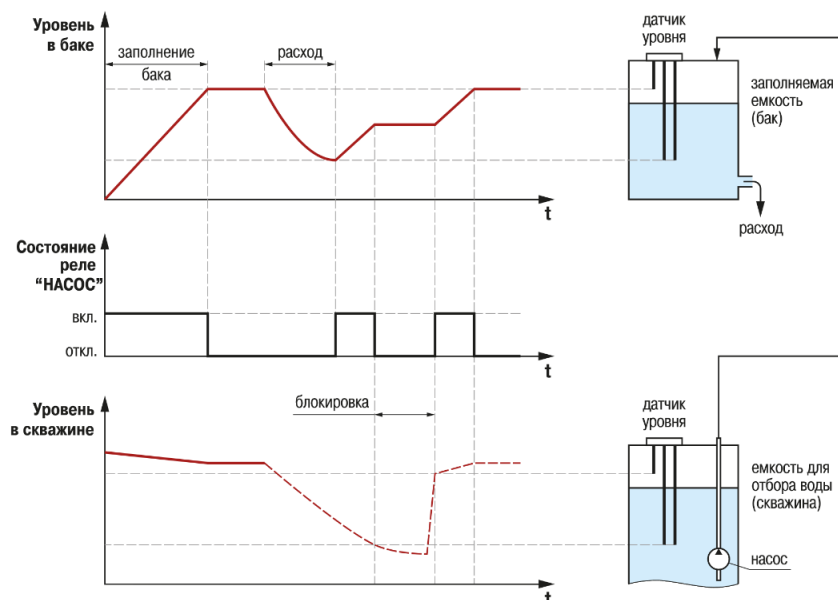 Уровень
в баке
заполнение
бака
расход
t
датчик
уровня
заполняемая
емкость
(бак)
расход
Состояние
реле
“НАСОС”
вкл.
откл.
t
Уровень
в скважине
блокировка
t
датчик
уровня
емкость для
отбора воды
(скважина)
насос